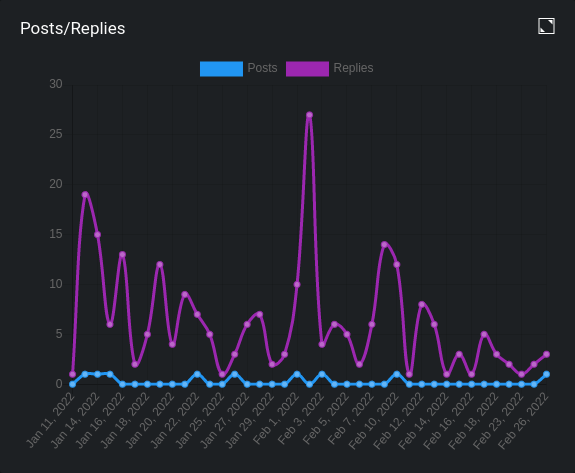 Posts/Replies
Posts Replies
30
25
20
15
10
5
0
Jan 11, 2022
Jan 14, 2022
Jan 16, 2022
Jan 18, 2022
Jan 20, 2022
Jan 22, 2022
Jan 25, 2022
Jan 27, 2022
Jan 29, 2022
Feb 1, 2022
Feb 3, 2022
Feb 5, 2022
Feb 7, 2022
Feb 10, 2022
Feb 12, 2022
Feb 14, 2022
Feb 16, 2022
Feb 18, 2022
Feb 23, 2022
Feb 26, 2022